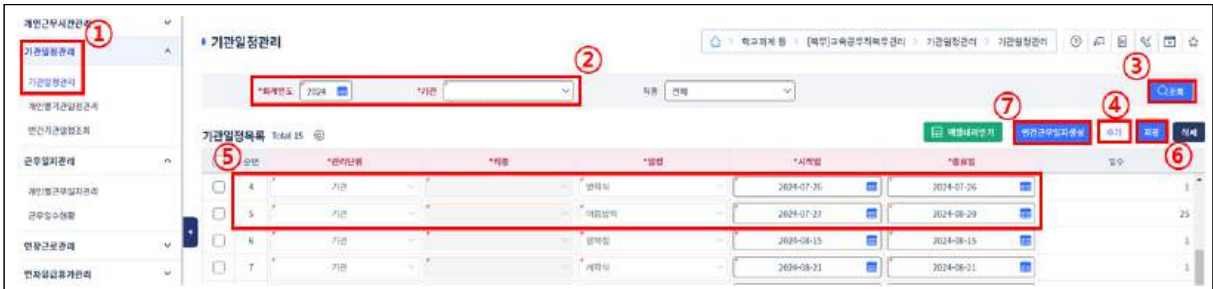 개인근무시간관리
①
기관일정관리
기관일정관리
개인별기관일정관리
연간기관일정조회
근무일지관리
개인별근무일지관리
근무일수현황
연장근로관리
연차유급휴가관리
기관일정관리
학교회계 등 > [복무]교육공무직복무관리 > 기관일정관리 > 기관일정관리
②
*회계연도 2024 *기관 직종 전체
③
조회
기관일정목록 Total 15
엑셀내려받기 ⑦ 연간근무일지생성 ④ 추가 ⑥ 저장 삭제
⑤
순번 *관리단위 *직종 *일정 *시작일 *종료일 일수
4 기관 방학식 2024-07-26 2024-07-26 1
5 기관 여름방학 2024-07-27 2024-08-20 25
6 기관 광복절 2024-08-15 2024-08-15 1
7 기관 개학식 2024-08-21 2024-08-21 1